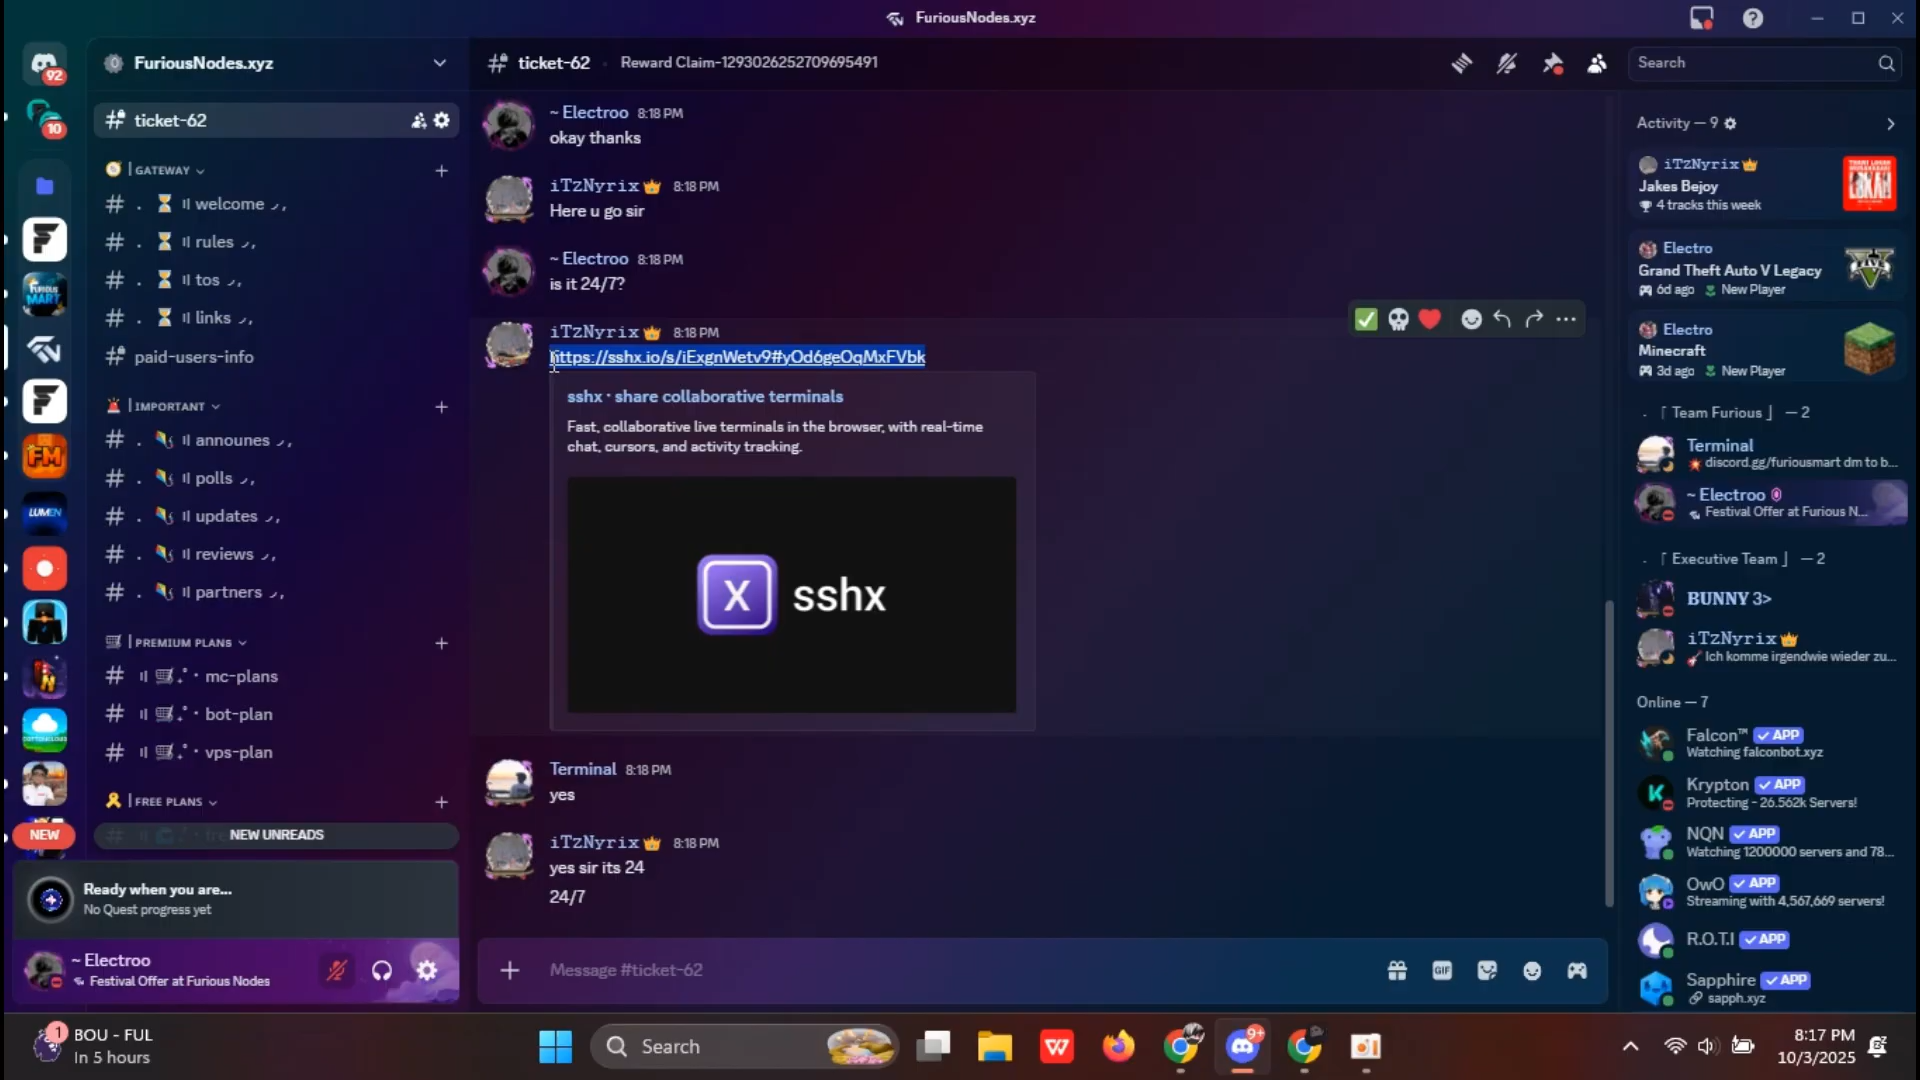 FuriousNodes.xyz
92
10
FuriousNodes.xyz
ticket-62
GATEWAY
welcome
rules
tos
links
paid-users-info
IMPORTANT
announes
polls
updates
reviews
partners
PREMIUM PLANS
mc-plans
bot-plan
vps-plan
FREE PLANS
NEW
NEW UNREADS
Ready when you are...
No Quest progress yet
~ Electroo
Festival Offer at Furious Nodes
FURIOUS
MART
FM
LUMEN
ticket-62
Reward Claim-1293026252709695491
Search
~ Electroo 8:18 PM
okay thanks
iTzNyrix 8:18 PM
Here u go sir
~ Electroo 8:18 PM
is it 24/7?
iTzNyrix 8:18 PM
https://sshx.io/s/iExgnWetv9#yOd6geOqMxFVbk
sshx · share collaborative terminals
Fast, collaborative live terminals in the browser, with real-time
chat, cursors, and activity tracking.
X sshx
Terminal 8:18 PM
yes
iTzNyrix 8:18 PM
yes sir its 24
24/7
Message #ticket-62
GIF
Activity — 9
iTzNyrix
Jakes Bejoy
4 tracks this week
Electro
Grand Theft Auto V Legacy
6d ago New Player
Electro
Minecraft
3d ago New Player
. ⌈ Team Furious ⌋ — 2
Terminal
discord.gg/furiousmart dm to b...
~ Electroo
Festival Offer at Furious N...
. ⌈ Executive Team ⌋ — 2
BUNNY 3>
iTzNyrix
Ich komme irgendwie wieder zu...
Online — 7
Falcon™ ✓ APP
Watching falconbot.xyz
Krypton ✓ APP
Protecting - 26.562k Servers!
NQN ✓ APP
Watching 1200000 servers and 78...
OwO ✓ APP
Streaming with 4,567,669 servers!
R.O.T.I ✓ APP
Sapphire ✓ APP
sapph.xyz
1
BOU - FUL
In 5 hours
Search
9+
8:17 PM
10/3/2025